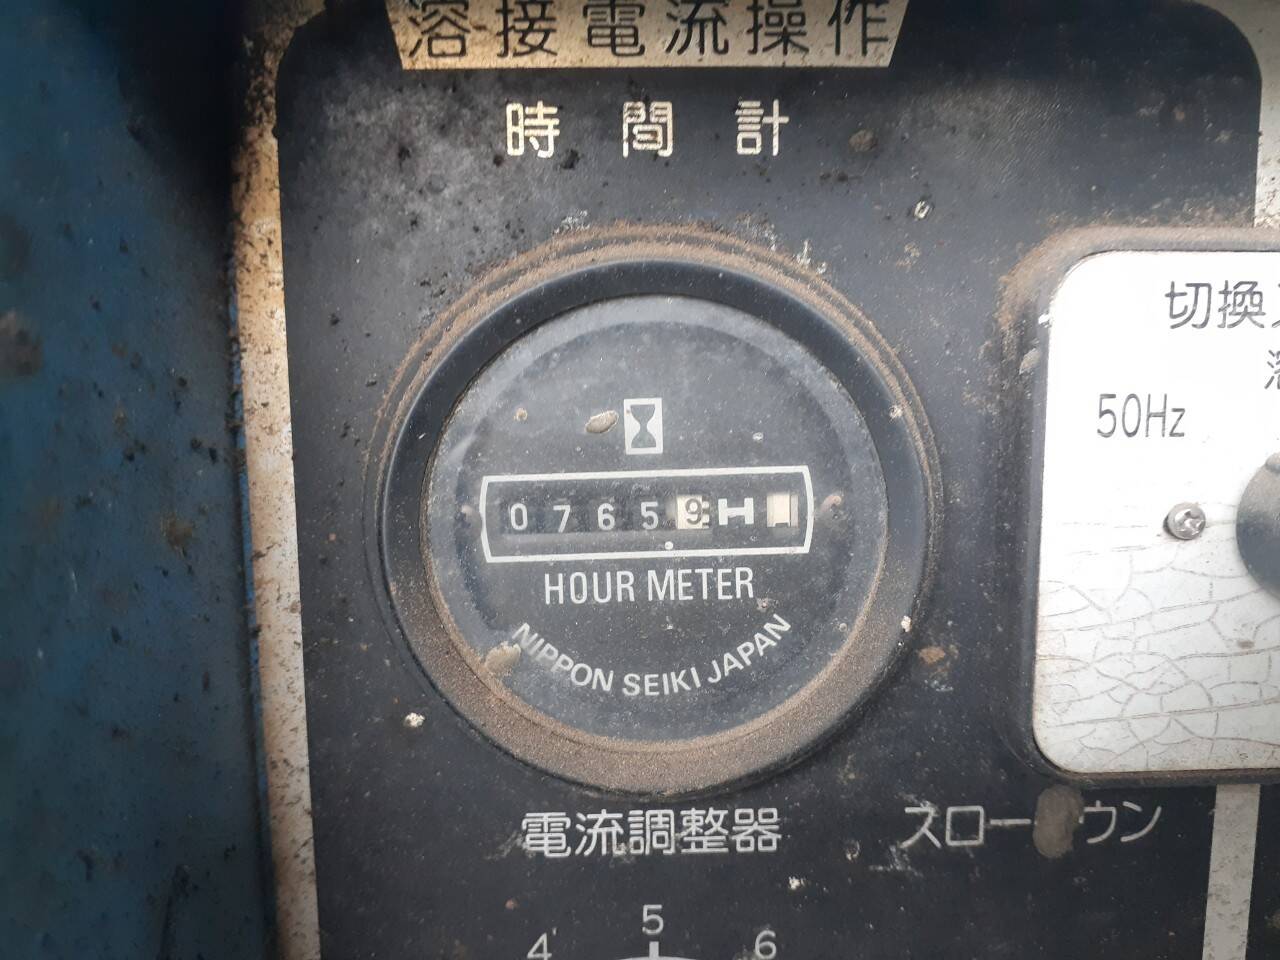 溶接電流操作
時間計
切換
50Hz
07659H
HOUR METER
NIPPON SEIKI JAPAN
電流調整器
スロー ウン
5
4 6